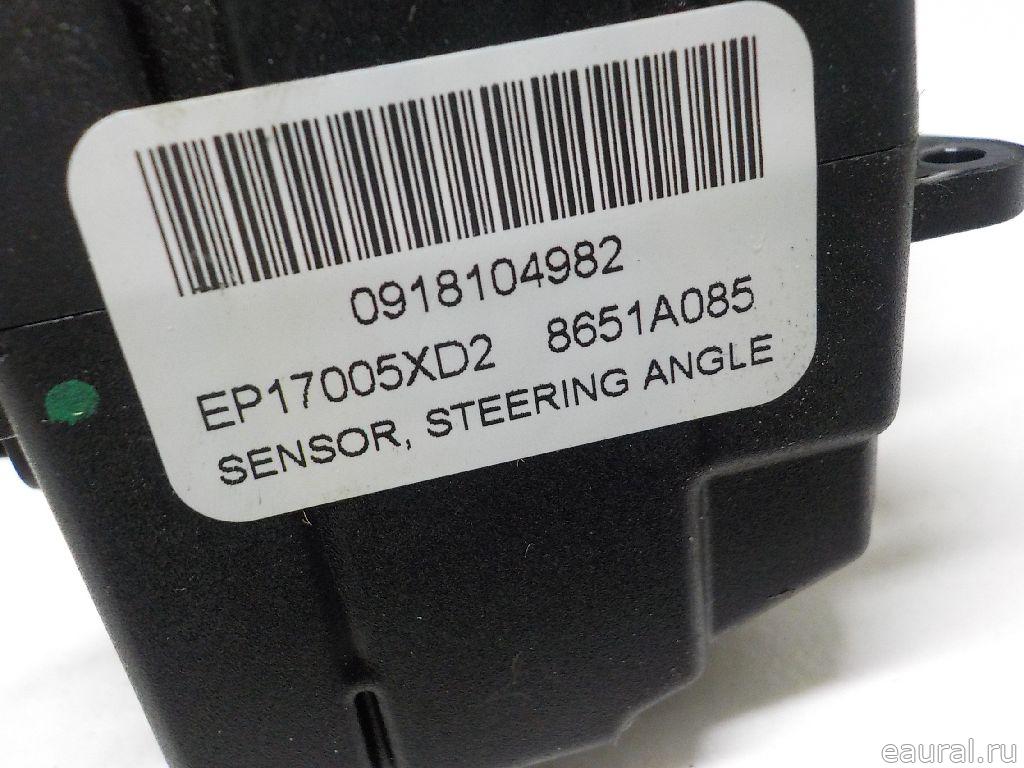 0918104982
EP17005XD2 8651A085
SENSOR, STEERING ANGLE
eaural.ru